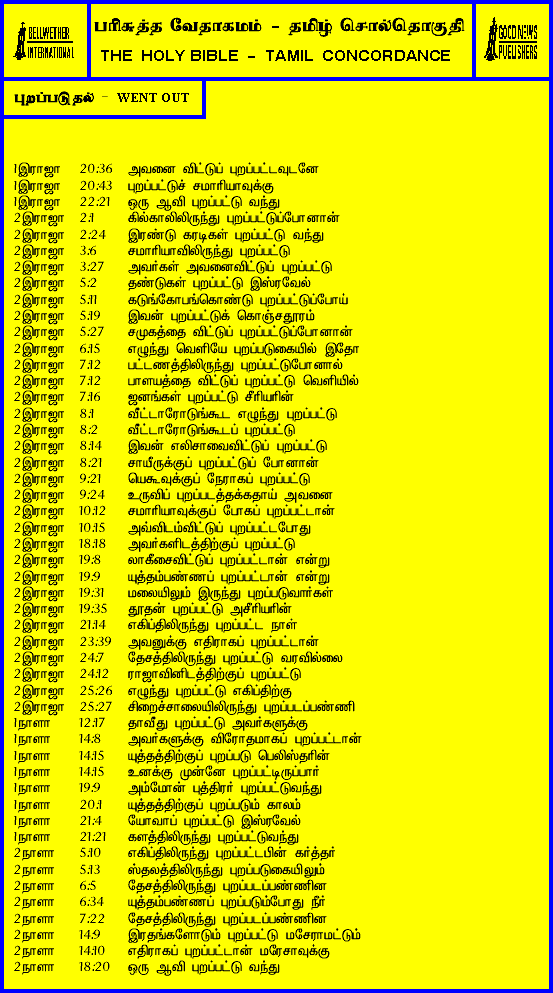 BELLWETHER
INTERNATIONAL
பரிசுத்த வேதாகமம் - தமிழ் சொல்தொகுதி
THE HOLY BIBLE - TAMIL CONCORDANCE
GOOD NEWS
PUBLISHERS
புறப்படுதல் - WENT OUT
1இராஜா 20:36 அவனை விட்டுப் புறப்பட்டவுடனே
1இராஜா 20:43 புறப்பட்டுச் சமாரியாவுக்கு
1இராஜா 22:21 ஒரு ஆவி புறப்பட்டு வந்து
2இராஜா 2:1 கில்காலிலிருந்து புறப்பட்டுப்போனான்
2இராஜா 2:24 இரண்டு கரடிகள் புறப்பட்டு வந்து
2இராஜா 3:6 சமாரியாவிலிருந்து புறப்பட்டு
2இராஜா 3:27 அவர்கள் அவனைவிட்டுப் புறப்பட்டு
2இராஜா 5:2 தண்டுகள் புறப்பட்டு இஸ்ரவேல்
2இராஜா 5:11 கடுங்கோபங்கொண்டு புறப்பட்டுப்போய்
2இராஜா 5:19 இவன் புறப்பட்டுக் கொஞ்சதூரம்
2இராஜா 5:27 சமுகத்தை விட்டுப் புறப்பட்டுப்போனான்
2இராஜா 6:15 எழுந்து வெளியே புறப்படுகையில் இதோ
2இராஜா 7:12 பட்டணத்திலிருந்து புறப்பட்டுபோனால்
2இராஜா 7:12 பாளயத்தை விட்டுப் புறப்பட்டு வெளியில்
2இராஜா 7:16 ஜனங்கள் புறப்பட்டு சீரியரின்
2இராஜா 8:1 வீட்டாரோடுங்கூட எழுந்து புறப்பட்டு
2இராஜா 8:2 வீட்டாரோடுங்கூடப் புறப்பட்டு
2இராஜா 8:14 இவன் எலிசாவைவிட்டுப் புறப்பட்டு
2இராஜா 8:21 சாயீருக்குப் புறப்பட்டுப் போனான்
2இராஜா 9:21 யெகூவுக்குப் நேராகப் புறப்பட்டு
2இராஜா 9:24 உருவிப் புறப்படத்தக்கதாய் அவனை
2இராஜா 10:12 சமாரியாவுக்குப் போகப் புறப்பட்டான்
2இராஜா 10:15 அவ்விடம்விட்டுப் புறப்பட்டபோது
2இராஜா 18:18 அவர்களிடத்திற்குப் புறப்பட்டு
2இராஜா 19:8 லாகீசைவிட்டுப் புறப்பட்டான் என்று
2இராஜா 19:9 யுத்தம்பண்ணப் புறப்பட்டான் என்று
2இராஜா 19:31 மலையிலும் இருந்து புறப்படுவார்கள்
2இராஜா 19:35 தூதன் புறப்பட்டு அசீரியரின்
2இராஜா 21:14 எகிப்திலிருந்து புறப்பட்ட நாள்
2இராஜா 23:39 அவனுக்கு எதிராகப் புறப்பட்டான்
2இராஜா 24:7 தேசத்திலிருந்து புறப்பட்டு வரவில்லை
2இராஜா 24:12 ராஜாவினிடத்திற்குப் புறப்பட்டு
2இராஜா 25:26 எழுந்து புறப்பட்டு எகிப்திற்கு
2இராஜா 25:27 சிறைச்சாலையிலிருந்து புறப்படப்பண்ணி
1நாளா 12:17 தாவீது புறப்பட்டு அவர்களுக்கு
1நாளா 14:8 அவர்களுக்கு விரோதமாகப் புறப்பட்டான்
1நாளா 14:15 யுத்தத்திற்குப் புறப்படு பெலிஸ்தரின்
1நாளா 14:15 உனக்கு முன்னே புறப்பட்டிருப்பார்
1நாளா 19:9 அம்மோன் புத்திரர் புறப்பட்டுவந்து
1நாளா 20:1 யுத்தத்திற்குப் புறப்படும் காலம்
1நாளா 21:4 யோவாப் புறப்பட்டு இஸ்ரவேல்
1நாளா 21:21 களத்திலிருந்து புறப்பட்டுவந்து
2நாளா 5:10 எகிப்திலிருந்து புறப்பட்டபின் கர்த்தர்
2நாளா 5:13 ஸ்தலத்திலிருந்து புறப்படுகையிலும்
2நாளா 6:5 தேசத்திலிருந்து புறப்படப்பண்ணின
2நாளா 6:34 யுத்தம்பண்ணப் புறப்படும்போது நீர்
2நாளா 7:22 தேசத்திலிருந்து புறப்படப்பண்ணின
2நாளா 14:9 இரதங்களோடும் புறப்பட்டு மசேராமட்டும்
2நாளா 14:10 எதிராகப் புறப்பட்டான் மரேசாவுக்கு
2நாளா 18:20 ஒரு ஆவி புறப்பட்டு வந்து